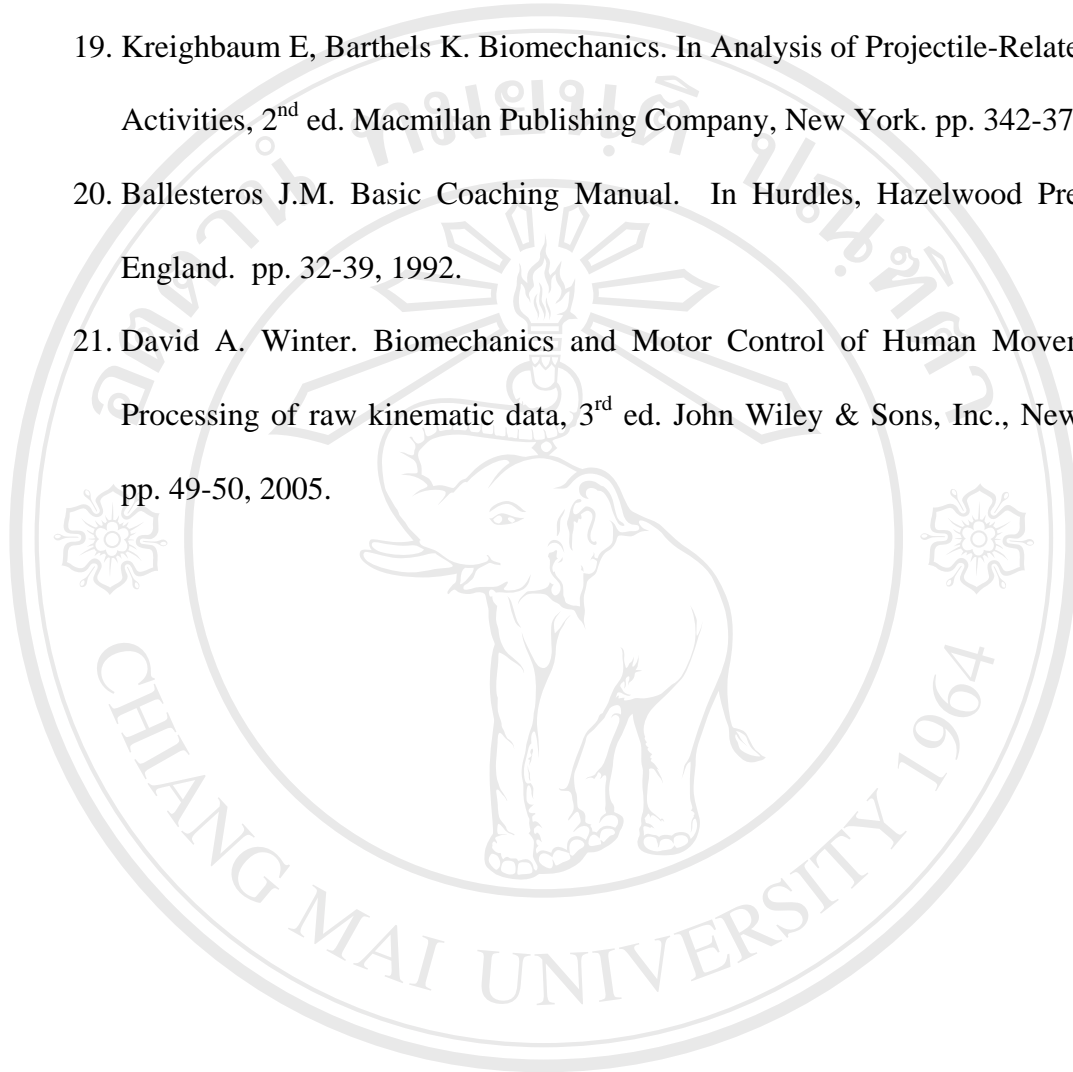 19. Kreighbaum E, Barthels K. Biomechanics. In Analysis of Projectile-Relate
Activities, 2nd ed. Macmillan Publishing Company, New York. pp. 342-37
20. Ballesteros J.M. Basic Coaching Manual. In Hurdles, Hazelwood Pre
England. pp. 32-39, 1992.
21. David A. Winter. Biomechanics and Motor Control of Human Mover
Processing of raw kinematic data, 3rd ed. John Wiley & Sons, Inc., New
pp. 49-50, 2005.
CHIANG MAI UNIVERSITY 1964